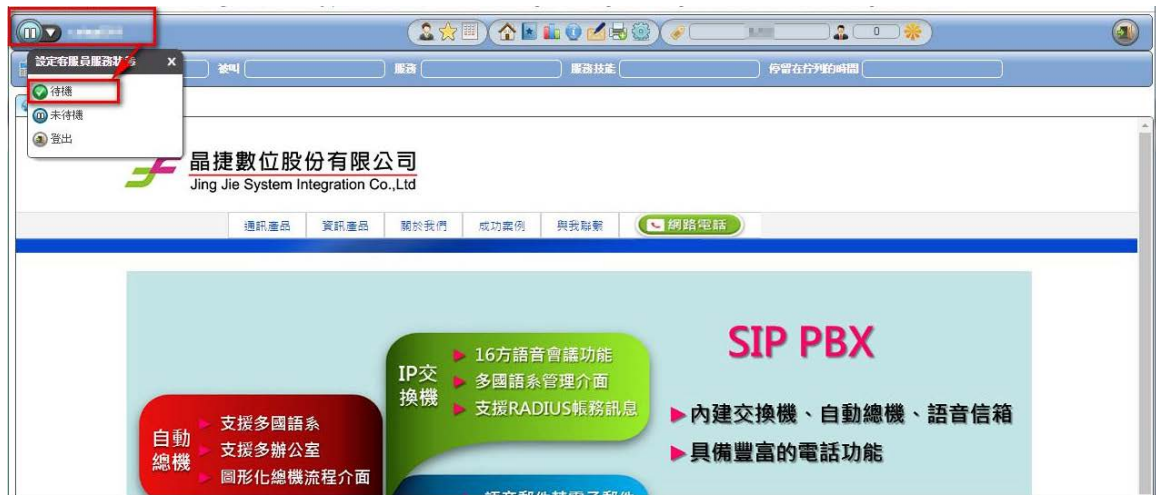 0
設定客服員服務狀態 X
被叫
服務
服務技能
停留在佇列的時間
待機
未待機
登出
晶捷數位股份有限公司
Jing Jie System Integration Co.,Ltd
通訊產品
資訊產品
關於我們
成功案例
與我聯繫
網路電話
SIP PBX
IP交
換機
16方語音會議功能
多國語系管理介面
支援RADIUS帳務訊息
內建交換機、自動總機、語音信箱
具備豐富的電話功能
自動
總機
支援多國語系
支援多辦公室
圖形化總機流程介面